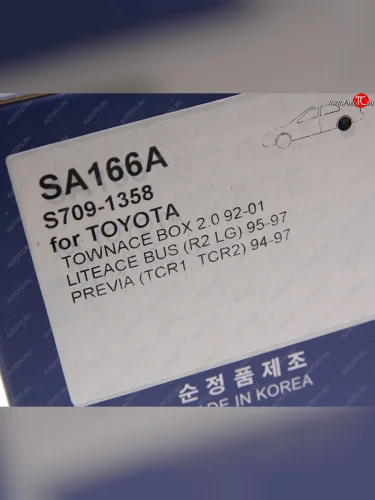 SA166A
S709-1358
for TOYOTA
TOWNACE BOX 2.0 92-01
LITEACE BUS (R2 LG) 95-97
PREVIA (TCR1 TCR2) 94-97
순정품제조
MADE IN KOREA